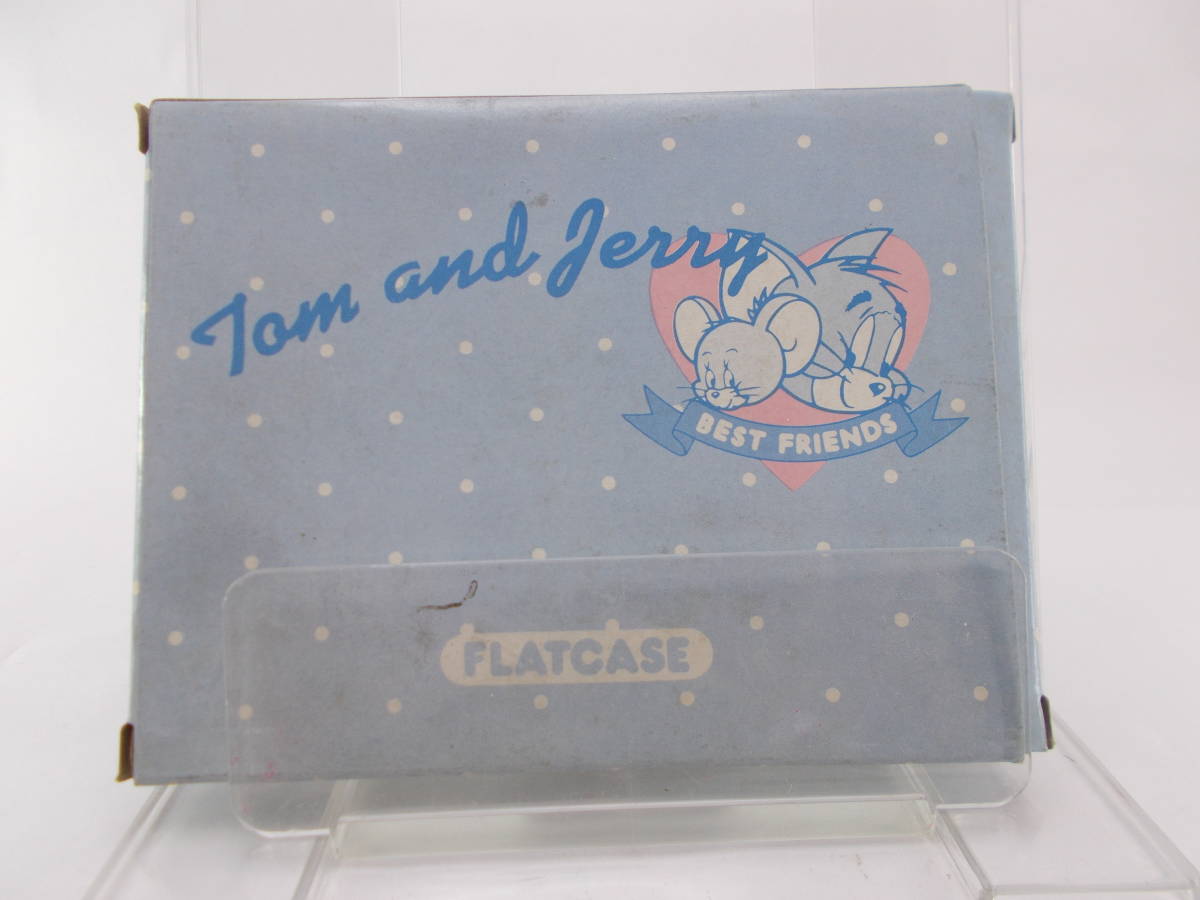 Tom and Jerry
BEST FRIENDS
FLATCASE